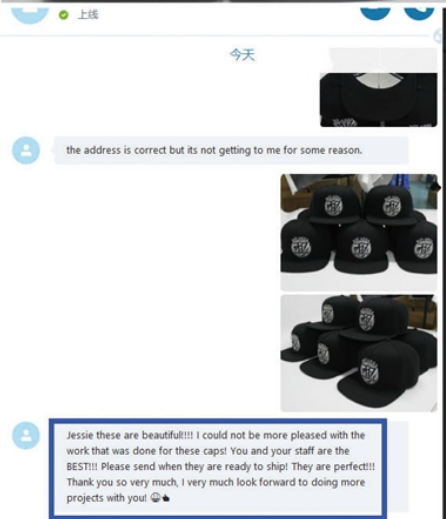 上线
今天
the address is correct but its not getting to me for some reason.
Jessie these are beautiful!!!! I could not be more pleased with the
work that was done for these caps! You and your staff are the
BEST!!! Please send when they are ready to ship! They are perfect!!!
Thank you so very much, I very much look forward to doing more
projects with you! 😀👍